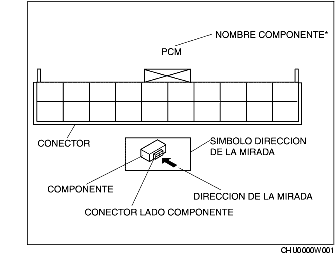 NOMBRE COMPONENTE*
PCM
CONECTOR
SIMBOLO DIRECCION
DE LA MIRADA
COMPONENTE
DIRECCION DE LA MIRADA
CONECTOR LADO COMPONENTE
CHU0000W001